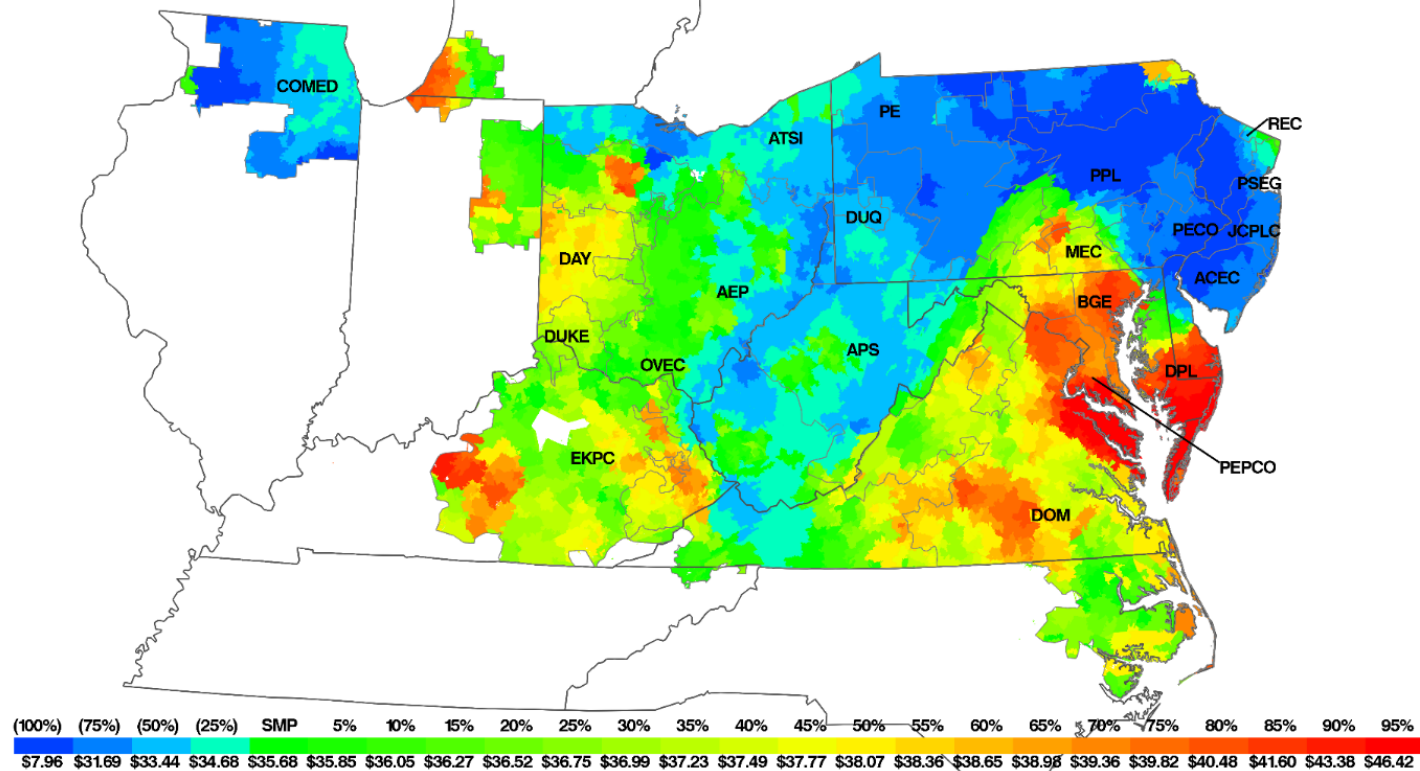 COMED
PE
REC
ATSI
PPL
PSEG
DUQ
PECO
JCPLC
MEC
DAY
ACEC
AEP
BGE
DUKE
APS
OVEC
DPL
EKPC
PEPCO
DOM
(100%) (75%) (50%) (25%) SMP 5% 10% 15% 20% 25% 30% 35% 40% 45% 50% 55% 60% 65% 70% 75% 80% 85% 90% 95%
$7.96 $31.69 $33.44 $34.68 $35.68 $35.85 $36.05 $36.27 $36.52 $36.75 $36.99 $37.23 $37.49 $37.77 $38.07 $38.36 $38.65 $38.98 $39.36 $39.82 $40.48 $41.60 $43.38 $46.42